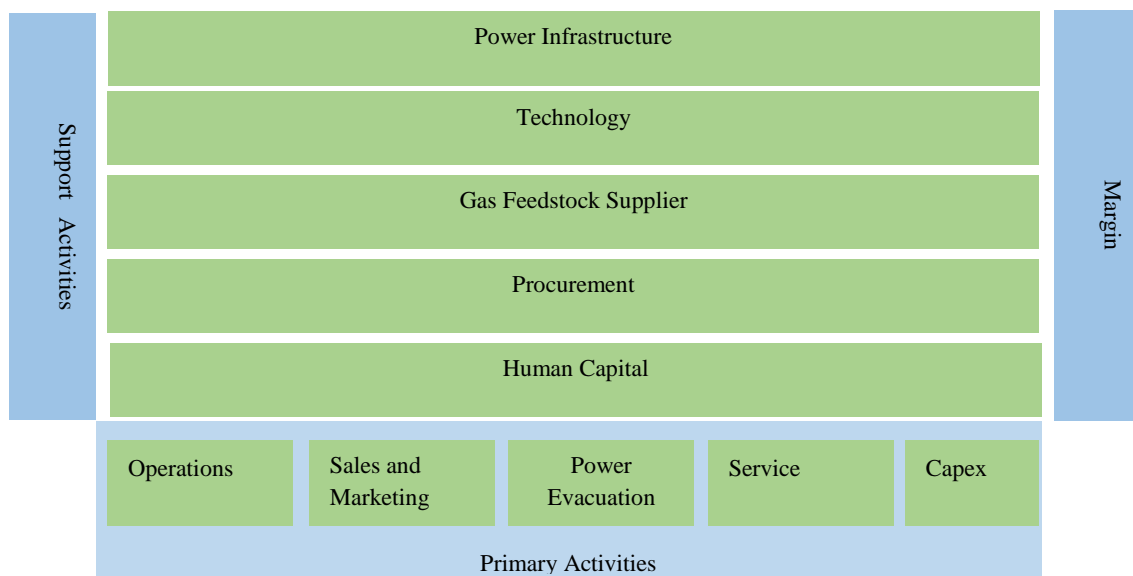 Power Infrastructure
Technology
Support Activities
Gas Feedstock Supplier
Margin
Procurement
Human Capital
Operations
Sales and
Marketing
Power
Evacuation
Service
Capex
Primary Activities